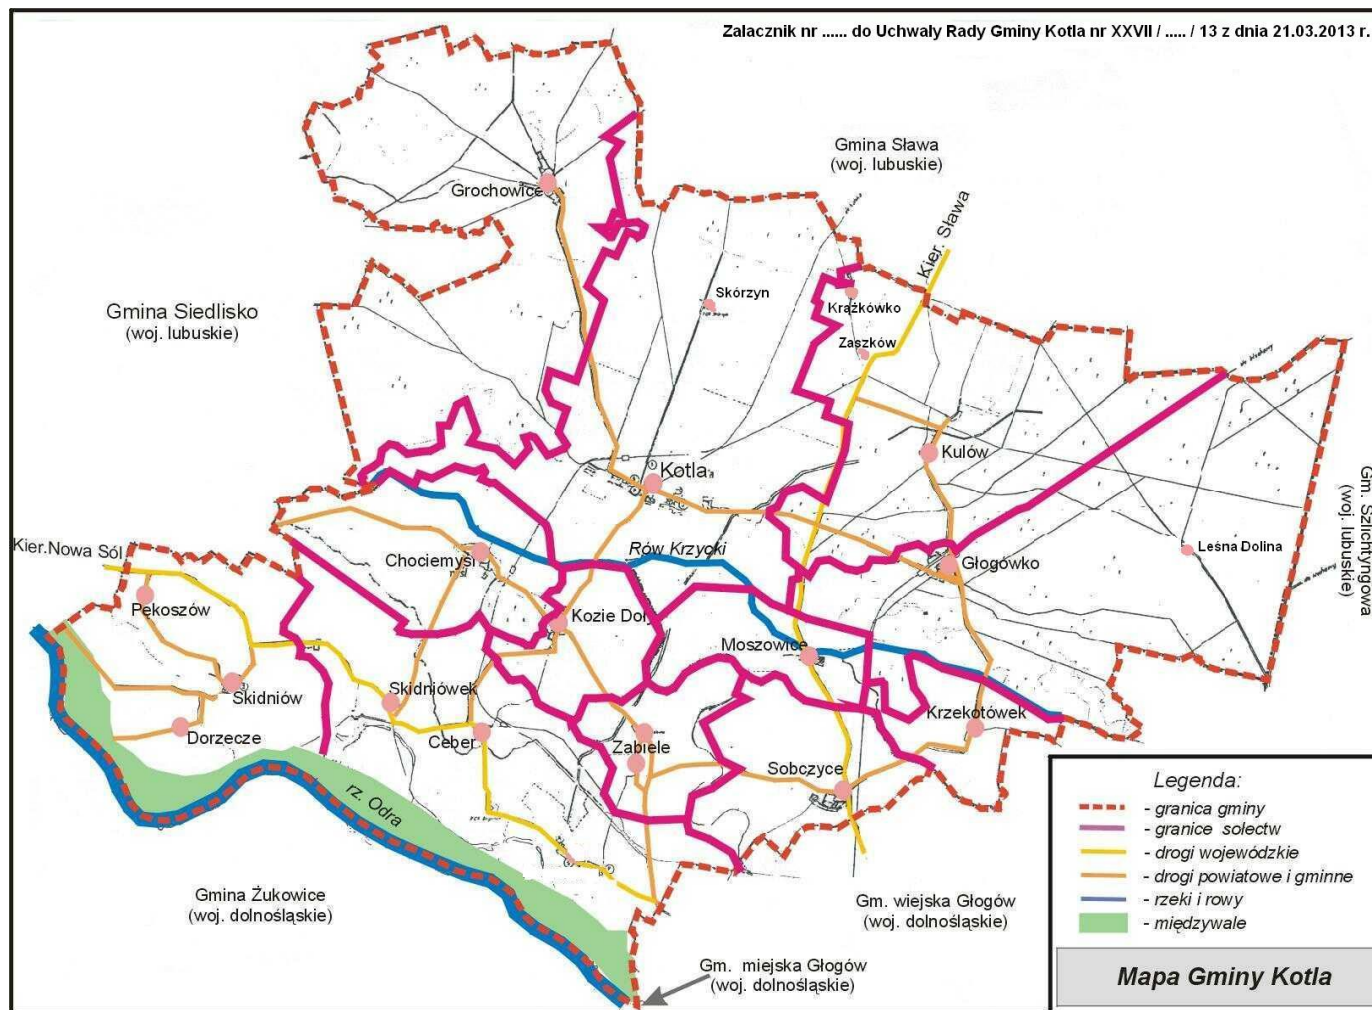 Zalacznik nr ...... do Uchwaly Rady Gminy Kotla nr XXVII / ..... / 13 z dnia 21.03.2013 r.
Gmina Sława
(woj. lubuskie)
Grochowice
Kier. Sława
Skórzyn
Krążkówko
Gmina Siedlisko
(woj. lubuskie)
Zaszków
Kulów
Kotla
Gm. Szlichtyngowa
(woj. lubuskie)
Kier.Nowa Sól
Chociemyśl
Rów Krzycki
Głogówko
Leśna Dolina
Pękoszów
Kozie Doły
Moszowice
Skidniów
Skidniówek
Krzekotówek
Dorzecze
Ceber
Zabiele
Sobczyce
rz. Odra
Gmina Żukowice
(woj. dolnośląskie)
Gm. wiejska Głogów
(woj. dolnośląskie)
Gm. miejska Głogów
(woj. dolnośląskie)
Legenda:
- granica gminy
- granice sołectw
- drogi wojewódzkie
- drogi powiatowe i gminne
- rzeki i rowy
- międzywale
Mapa Gminy Kotla